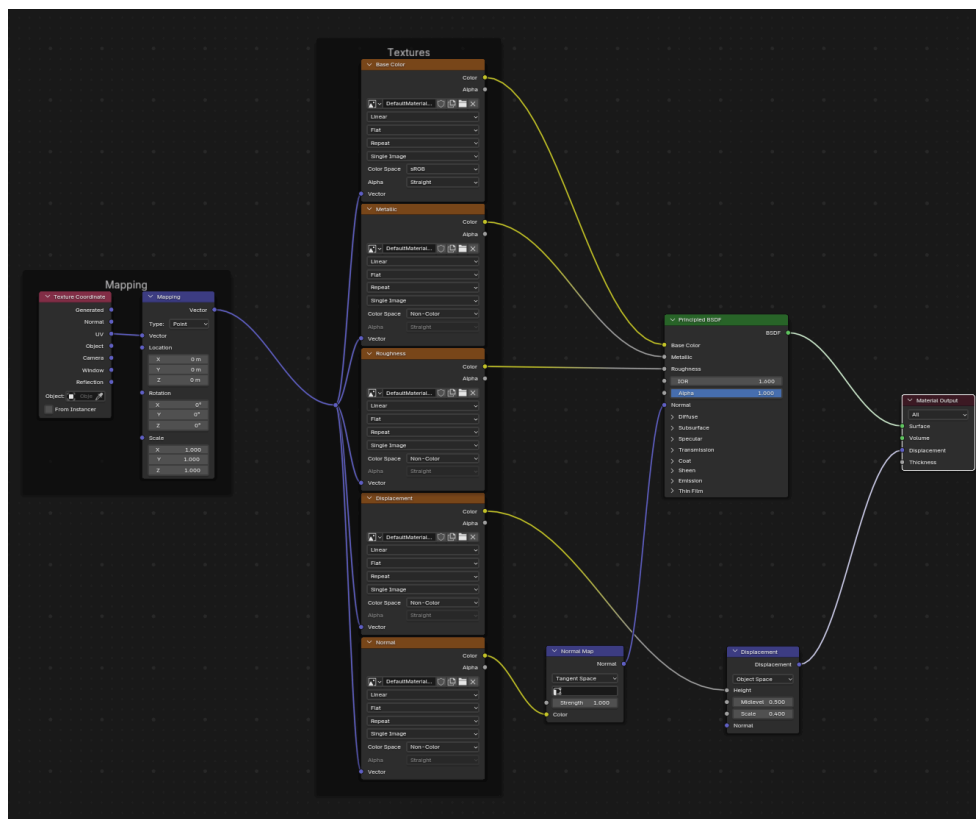 Mapping
Texture Coordinate
Generated
Normal
UV
Object
Camera
Window
Reflection
Object:
From Instancer
Mapping
Vector
Type: Point
Vector
Location
X 0 m
Y 0 m
Z 0 m
Rotation
X 0°
Y 0°
Z 0°
Scale
X 1.000
Y 1.000
Z 1.000
Textures
Base Color
Color
Alpha
DefaultMaterial...
Linear
Flat
Repeat
Single Image
Color Space sRGB
Alpha Straight
Vector
Metallic
Color
Alpha
DefaultMaterial...
Linear
Flat
Repeat
Single Image
Color Space Non-Color
Alpha Straight
Vector
Roughness
Color
Alpha
DefaultMaterial...
Linear
Flat
Repeat
Single Image
Color Space Non-Color
Alpha Straight
Vector
Displacement
Color
Alpha
DefaultMaterial...
Linear
Flat
Repeat
Single Image
Color Space Non-Color
Alpha Straight
Vector
Normal
Color
Alpha
DefaultMaterial...
Linear
Flat
Repeat
Single Image
Color Space Non-Color
Alpha Straight
Vector
Normal Map
Normal
Tangent Space
Strength 1.000
Color
Principled BSDF
BSDF
Base Color
Metallic
Roughness
IOR
Alpha 1.000
Normal
Diffuse
Subsurface
Specular
Transmission
Coat
Sheen
Emission
Thin Film
Displacement
Displacement
Object Space
Height
Midlevel 0.500
Scale 0.400
Normal
Material Output
All
Surface
Volume
Displacement
Thickness